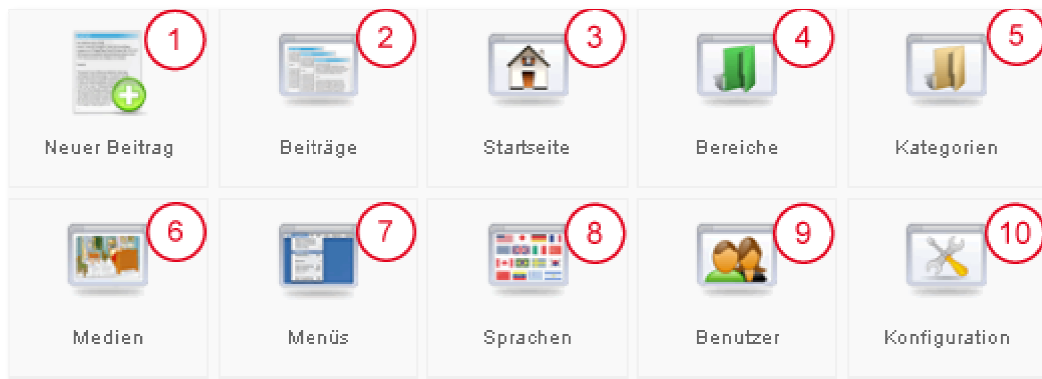 1
2
3
4
5
Neuer Beitrag
Beiträge
Startseite
Bereiche
Kategorien
6
7
8
9
10
Medien
Menüs
Sprachen
Benutzer
Konfiguration